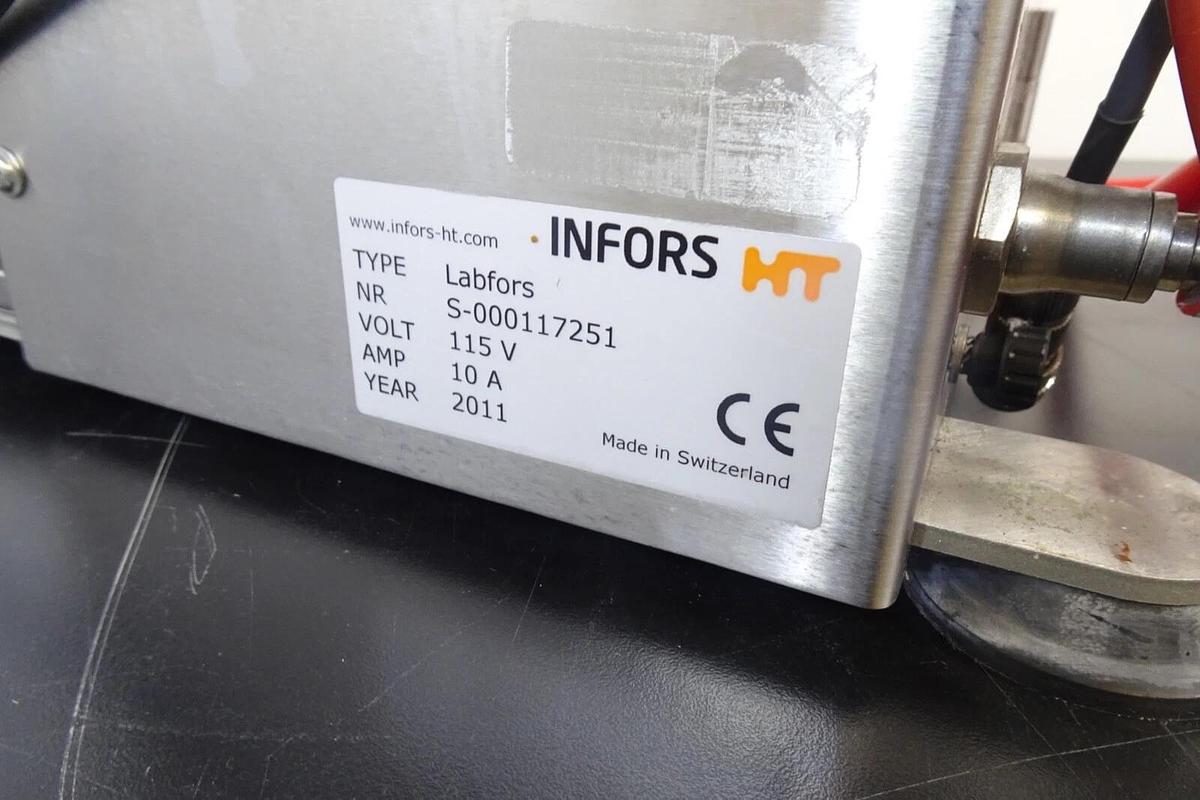 www.infors-ht.com INFORS HT
TYPE Labfors
NR S-000117251
VOLT 115 V
AMP 10 A
YEAR 2011
CE
Made in Switzerland